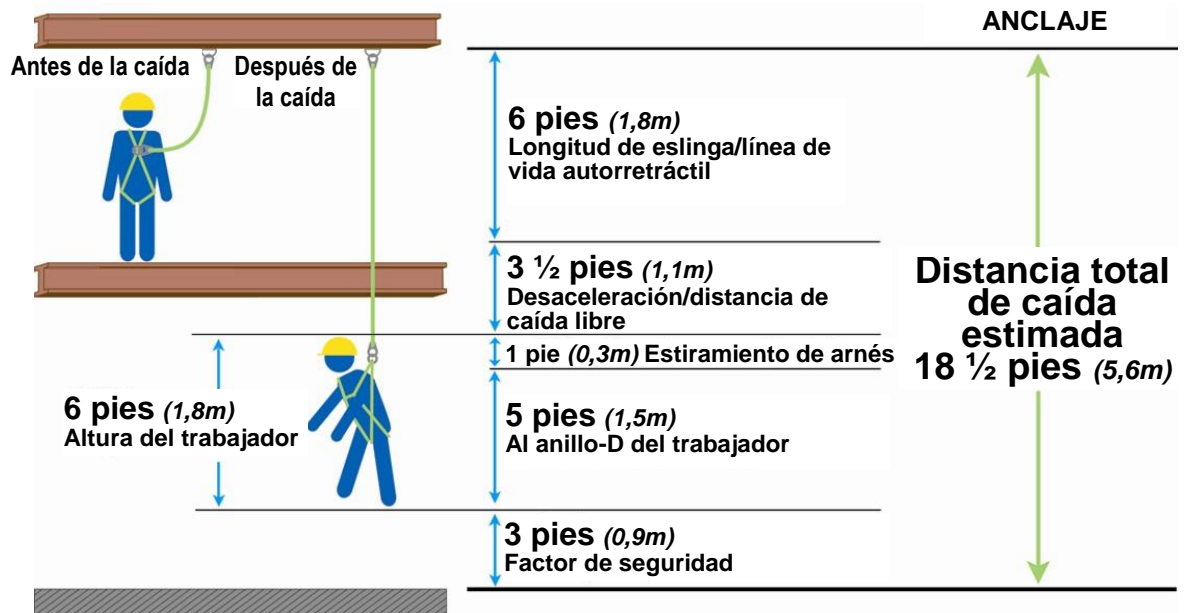 ANCLAJE
Antes de la caída
Después de
la caída
6 pies (1,8m)
Longitud de eslinga/línea de
vida autorretráctil
3 ½ pies (1,1m)
Desaceleración/distancia de
caída libre
1 pie (0,3m) Estiramiento de arnés
6 pies (1,8m)
Altura del trabajador
5 pies (1,5m)
Al anillo-D del trabajador
3 pies (0,9m)
Factor de seguridad
Distancia total
de caída
estimada
18 ½ pies (5,6m)